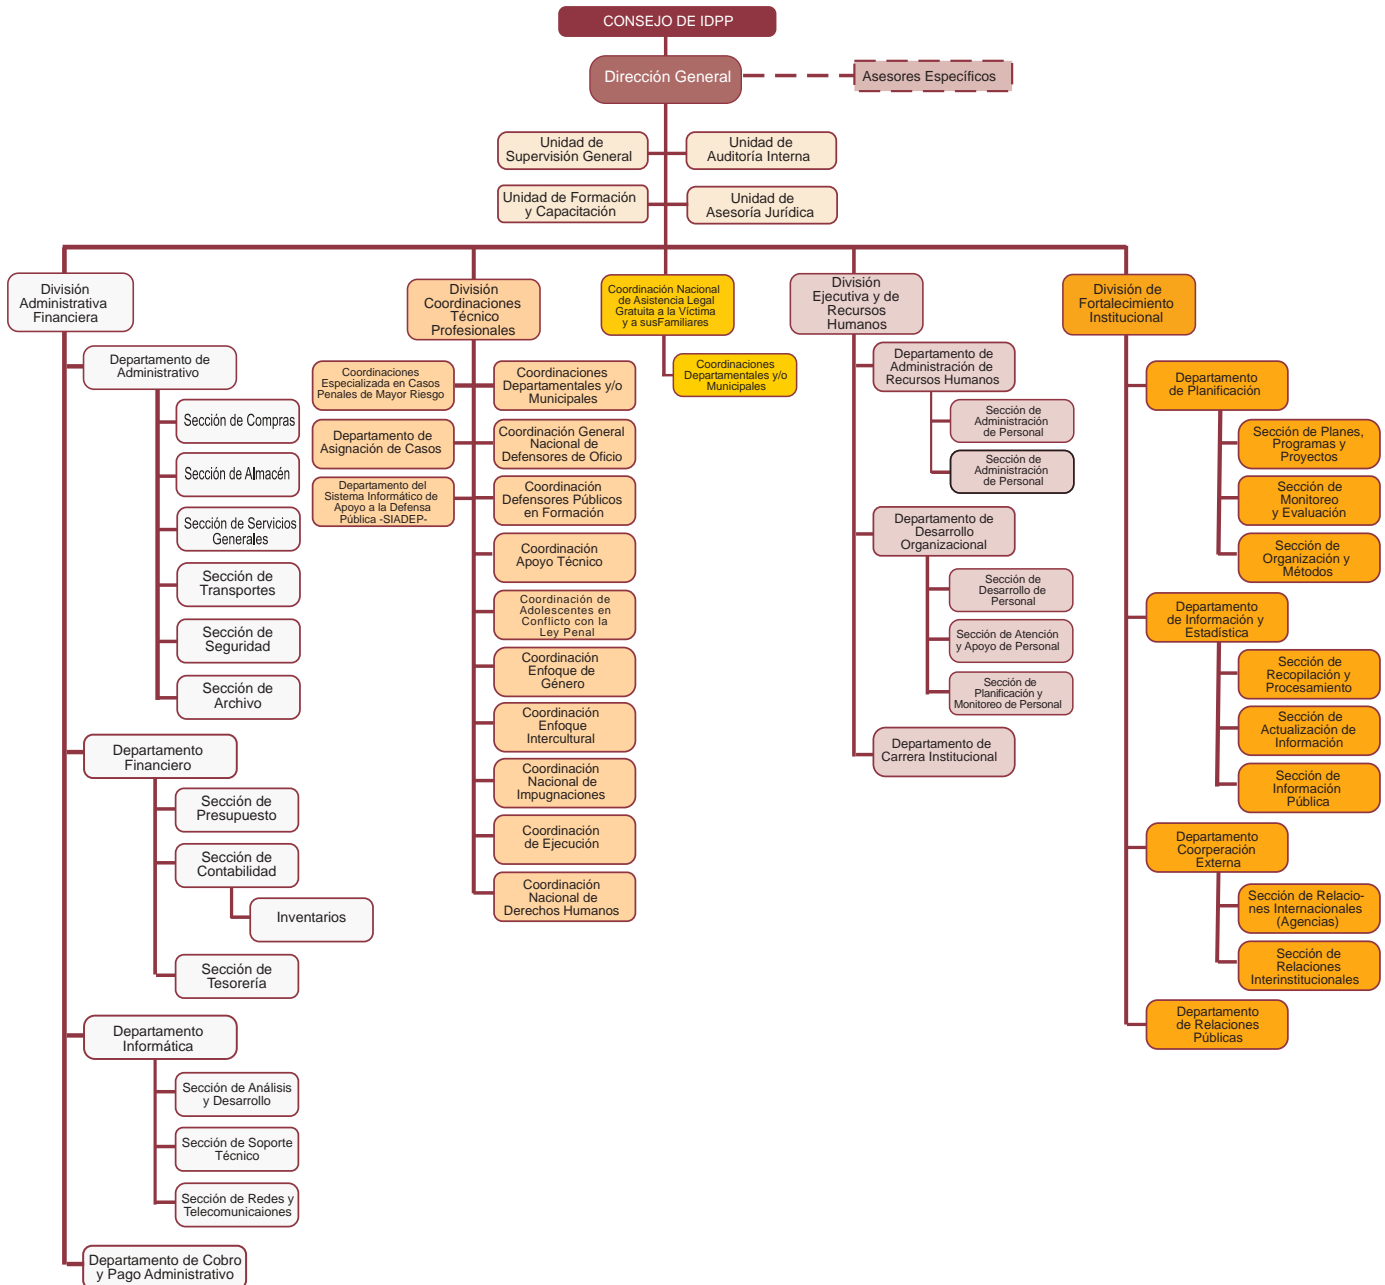 CONSEJO DE IDPP
Dirección General
Asesores Específicos
Unidad de
Supervisión General
Unidad de
Auditoría Interna
Unidad de Formación
y Capacitación
Unidad de
Asesoría Jurídica
División
Administrativa
Financiera
Departamento de
Administrativo
Sección de Compras
Sección de Almacén
Sección de Servicios
Generales
Sección de
Transportes
Sección de
Seguridad
Sección de
Archivo
Departamento
Financiero
Sección de
Presupuesto
Sección de
Contabilidad
Inventarios
Sección de
Tesorería
Departamento
Informática
Sección de Análisis
y Desarrollo
Sección de Soporte
Técnico
Sección de Redes y
Telecomunicaiones
Departamento de Cobro
y Pago Administrativo
División
Coordinaciones
Técnico
Profesionales
Coordinaciones
Especializada en Casos
Penales de Mayor Riesgo
Departamento de
Asignación de Casos
Departamento del
Sistema Informático de
Apoyo a la Defensa
Pública -SIADEP-
Coordinaciones
Departamentales y/o
Municipales
Coordinación General
Nacional de
Defensores de Oficio
Coordinación
Defensores Públicos
en Formación
Coordinación
Apoyo Técnico
Coordinación de
Adolescentes en
Conflicto con la
Ley Penal
Coordinación
Enfoque de
Género
Coordinación
Enfoque
Intercultural
Coordinación
Nacional de
Impugnaciones
Coordinación
de Ejecución
Coordinación
Nacional de
Derechos Humanos
Coordinación Nacional
de Asistencia Legal
Gratuita a la Víctima
y a susFamiliares
Coordinaciones
Departamentales y/o
Municipales
División
Ejecutiva y de
Recursos
Humanos
Departamento de
Administración de
Recursos Humanos
Sección de
Administración
de Personal
Sección de
Administración
de Personal
Departamento de
Desarrollo
Organizacional
Sección de
Desarrollo de
Personal
Sección de Atención
y Apoyo de Personal
Sección de
Planificación y
Monitoreo de Personal
Departamento de
Carrera Institucional
División de
Fortalecimiento
Institucional
Departamento
de Planificación
Sección de Planes,
Programas y
Proyectos
Sección de
Monitoreo
y Evaluación
Sección de
Organización y
Métodos
Departamento
de Información y
Estadística
Sección de
Recopilación y
Procesamiento
Sección de
Actualización de
Información
Sección de
Información
Pública
Departamento
Coorperación
Externa
Sección de Relacio-
nes Internacionales
(Agencias)
Sección de
Relaciones
Interinstitucionales
Departamento
de Relaciones
Públicas